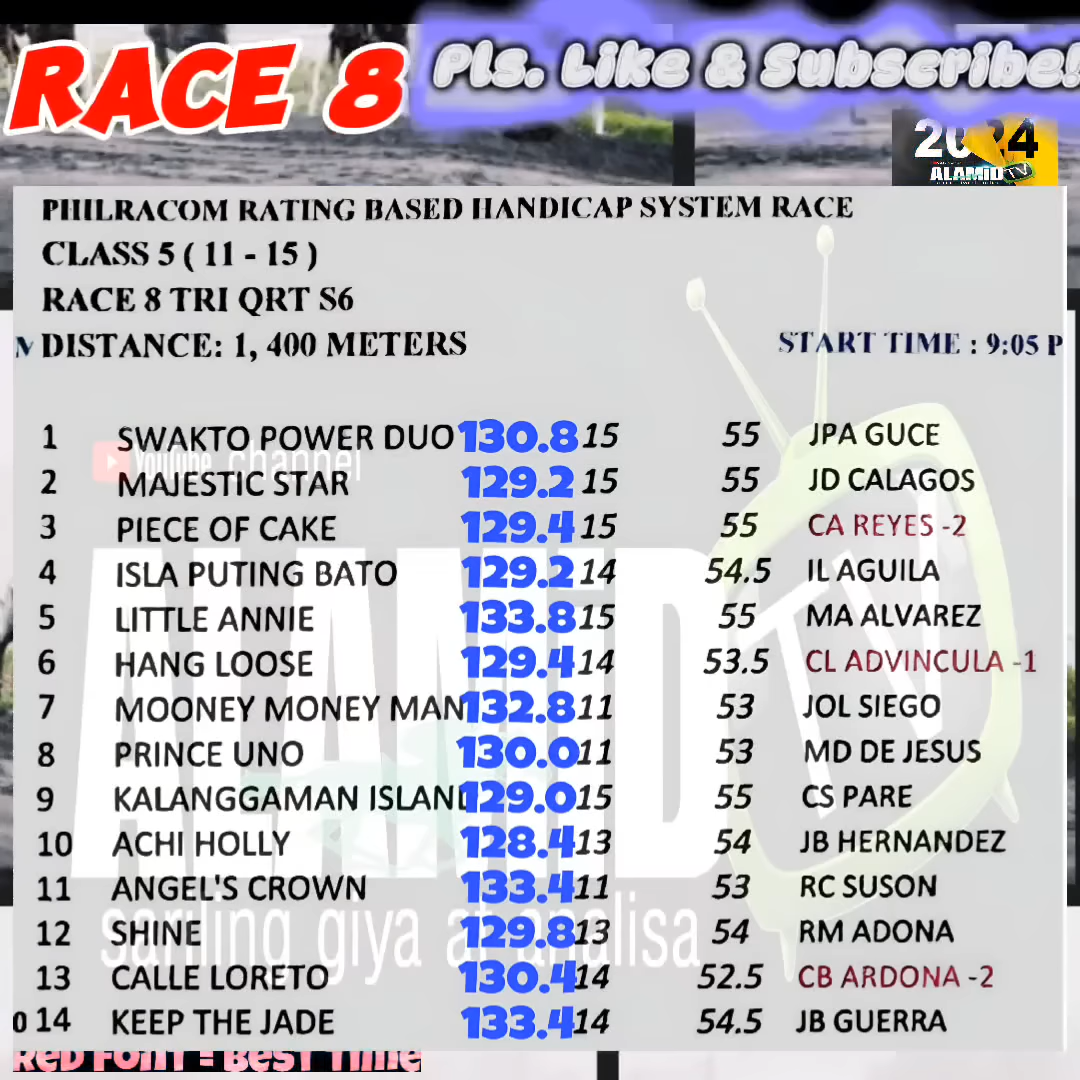 RACE 8
Pls. Like & Subscribe!
2024
ALAMID TV
PHILRACOM RATING BASED HANDICAP SYSTEM RACE
CLASS 5 ( 11 - 15 )
RACE 8 TRI QRT S6
DISTANCE: 1, 400 METERS START TIME : 9:05 P
1 SWAKTO POWER DUO 130.8 15 55 JPA GUCE
YouTube channel
2 MAJESTIC STAR 129.2 15 55 JD CALAGOS
3 PIECE OF CAKE 129.4 15 55 CA REYES -2
4 ISLA PUTING BATO 129.2 14 54.5 IL AGUILA
5 LITTLE ANNIE 133.8 15 55 MA ALVAREZ
6 HANG LOOSE 129.4 14 53.5 CL ADVINCULA -1
ALAMID TV
7 MOONEY MONEY MAN 132.8 11 53 JOL SIEGO
8 PRINCE UNO 130.0 11 53 MD DE JESUS
9 KALANGGAMAN ISLAND 129.0 15 55 CS PARE
10 ACHI HOLLY 128.4 13 54 JB HERNANDEZ
11 ANGEL'S CROWN 133.4 11 53 RC SUSON
sariling giya at analisa
12 SHINE 129.8 13 54 RM ADONA
13 CALLE LORETO 130.4 14 52.5 CB ARDONA -2
0 14 KEEP THE JADE 133.4 14 54.5 JB GUERRA
Red Font = Best Time